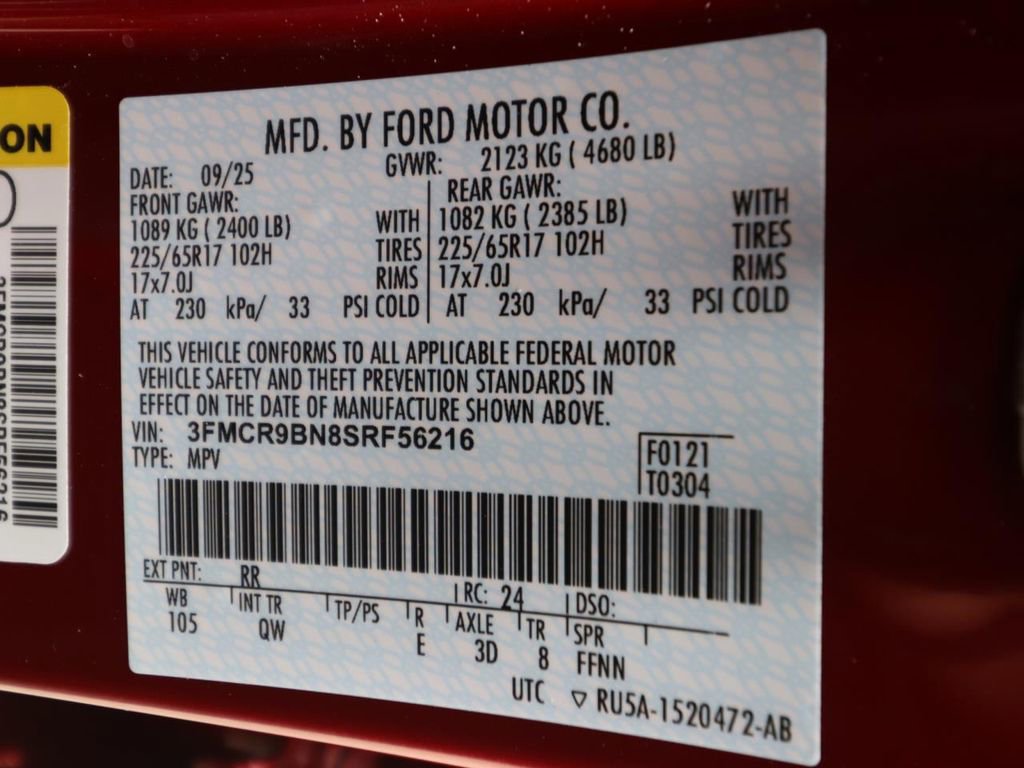 ON
MFD. BY FORD MOTOR CO.
DATE: 09/25 GVWR: 2123 KG ( 4680 LB)
FRONT GAWR: REAR GAWR:
1089 KG ( 2400 LB) WITH 1082 KG ( 2385 LB) WITH
225/65R17 102H TIRES 225/65R17 102H TIRES
17x7.0J RIMS 17x7.0J RIMS
AT 230 kPa/ 33 PSI COLD AT 230 kPa/ 33 PSI COLD
THIS VEHICLE CONFORMS TO ALL APPLICABLE FEDERAL MOTOR
VEHICLE SAFETY AND THEFT PREVENTION STANDARDS IN
EFFECT ON THE DATE OF MANUFACTURE SHOWN ABOVE.
VIN: 3FMCR9BN8SRF56216
TYPE: MPV
F0121
T0304
EXT PNT: RR RC: 24 DSO:
WB INT TR TP/PS R AXLE TR SPR
105 QW E 3D 8 FFNN
UTC ▽ RU5A-1520472-AB